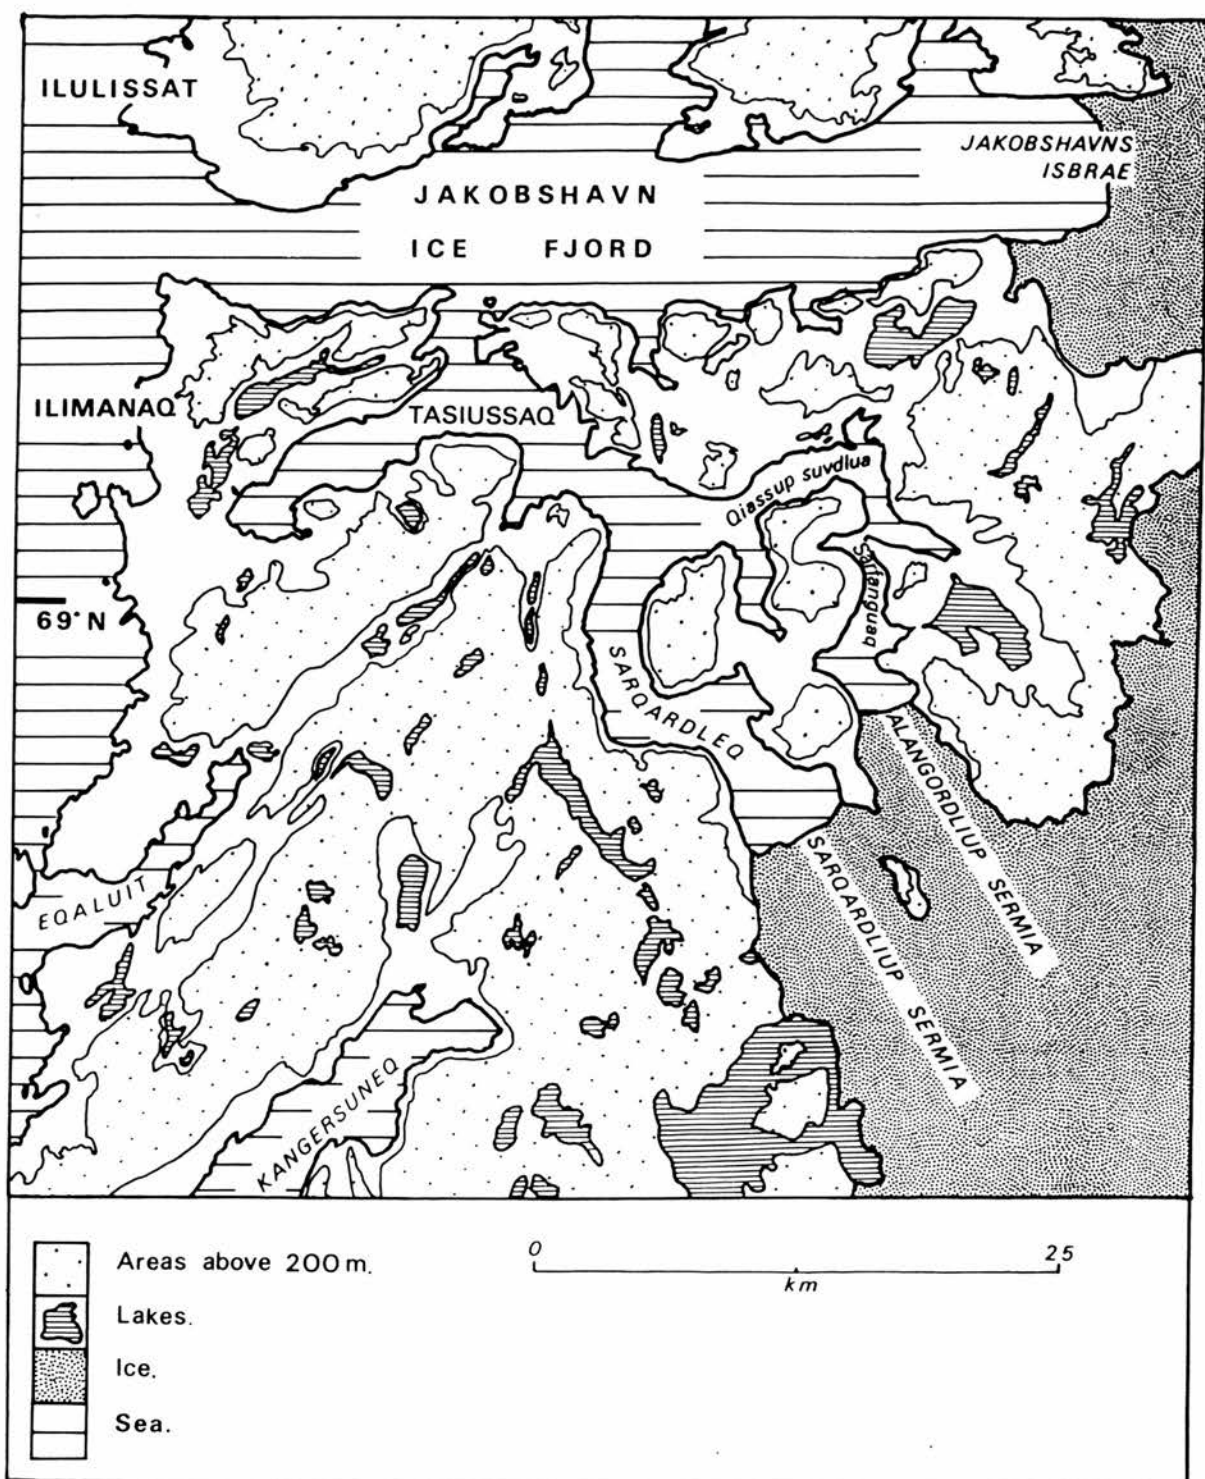 ILULISSAT
JAKOBSHAVNS
ISBRAE
JAKOBSHAVN
ICE FJORD
ILIMANAQ
TASIUSSAQ
Qiassup suvdlua
Sarfanguaq
69° N
SARQARDLEQ
ALANGORDLIUP SERMIA
SARQARDLIUP SERMIA
EQALUIT
KANGERSUNEQ
Areas above 200 m.
Lakes.
Ice.
Sea.
0 25
km